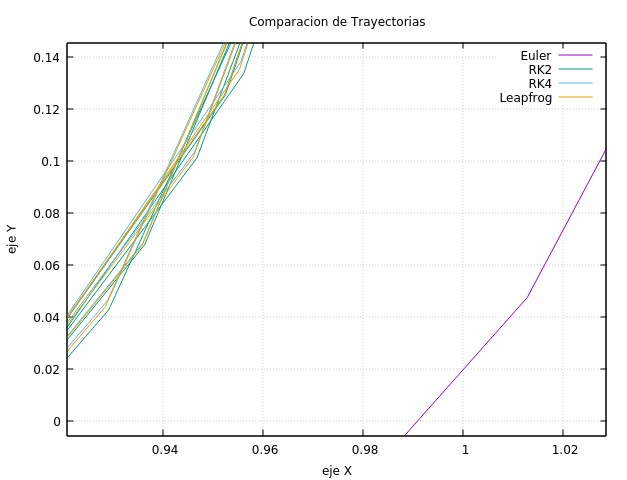 Comparacion de Trayectorias
0.14
0.12
0.1
0.08
0.06
0.04
0.02
0
eje Y
Euler
RK2
RK4
Leapfrog
0.94
0.96
0.98
1
1.02
eje X